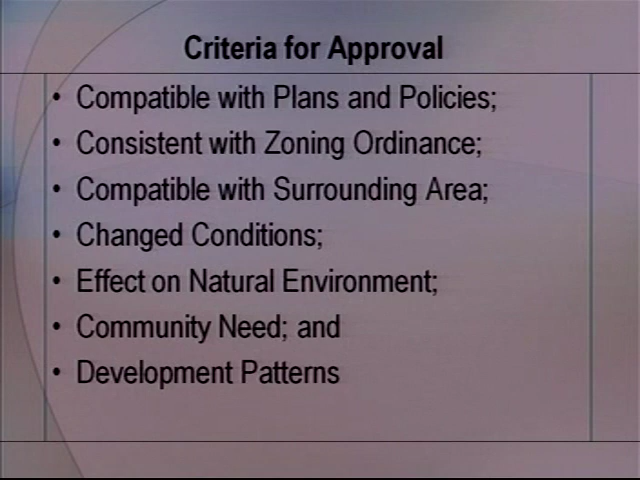 Criteria for Approval
• Compatible with Plans and Policies;
• Consistent with Zoning Ordinance;
• Compatible with Surrounding Area;
• Changed Conditions;
• Effect on Natural Environment;
• Community Need; and
• Development Patterns